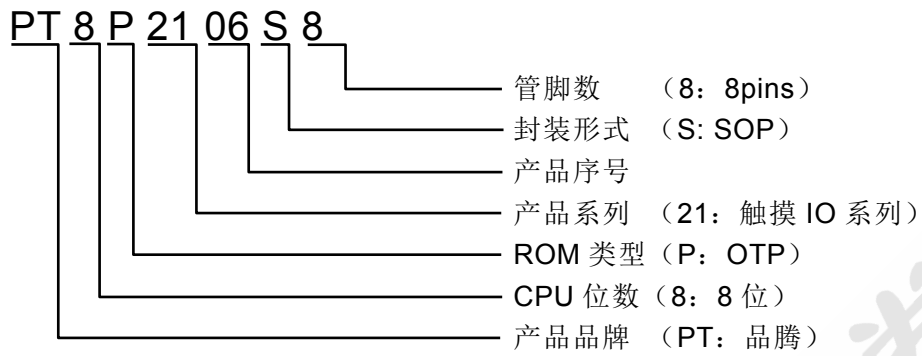 PT 8 P 21 06 S 8
管脚数 （8：8pins）
封装形式 （S: SOP）
产品序号
产品系列 （21：触摸 IO 系列）
ROM 类型（P：OTP）
CPU 位数（8：8 位）
产品品牌 （PT：品腾）